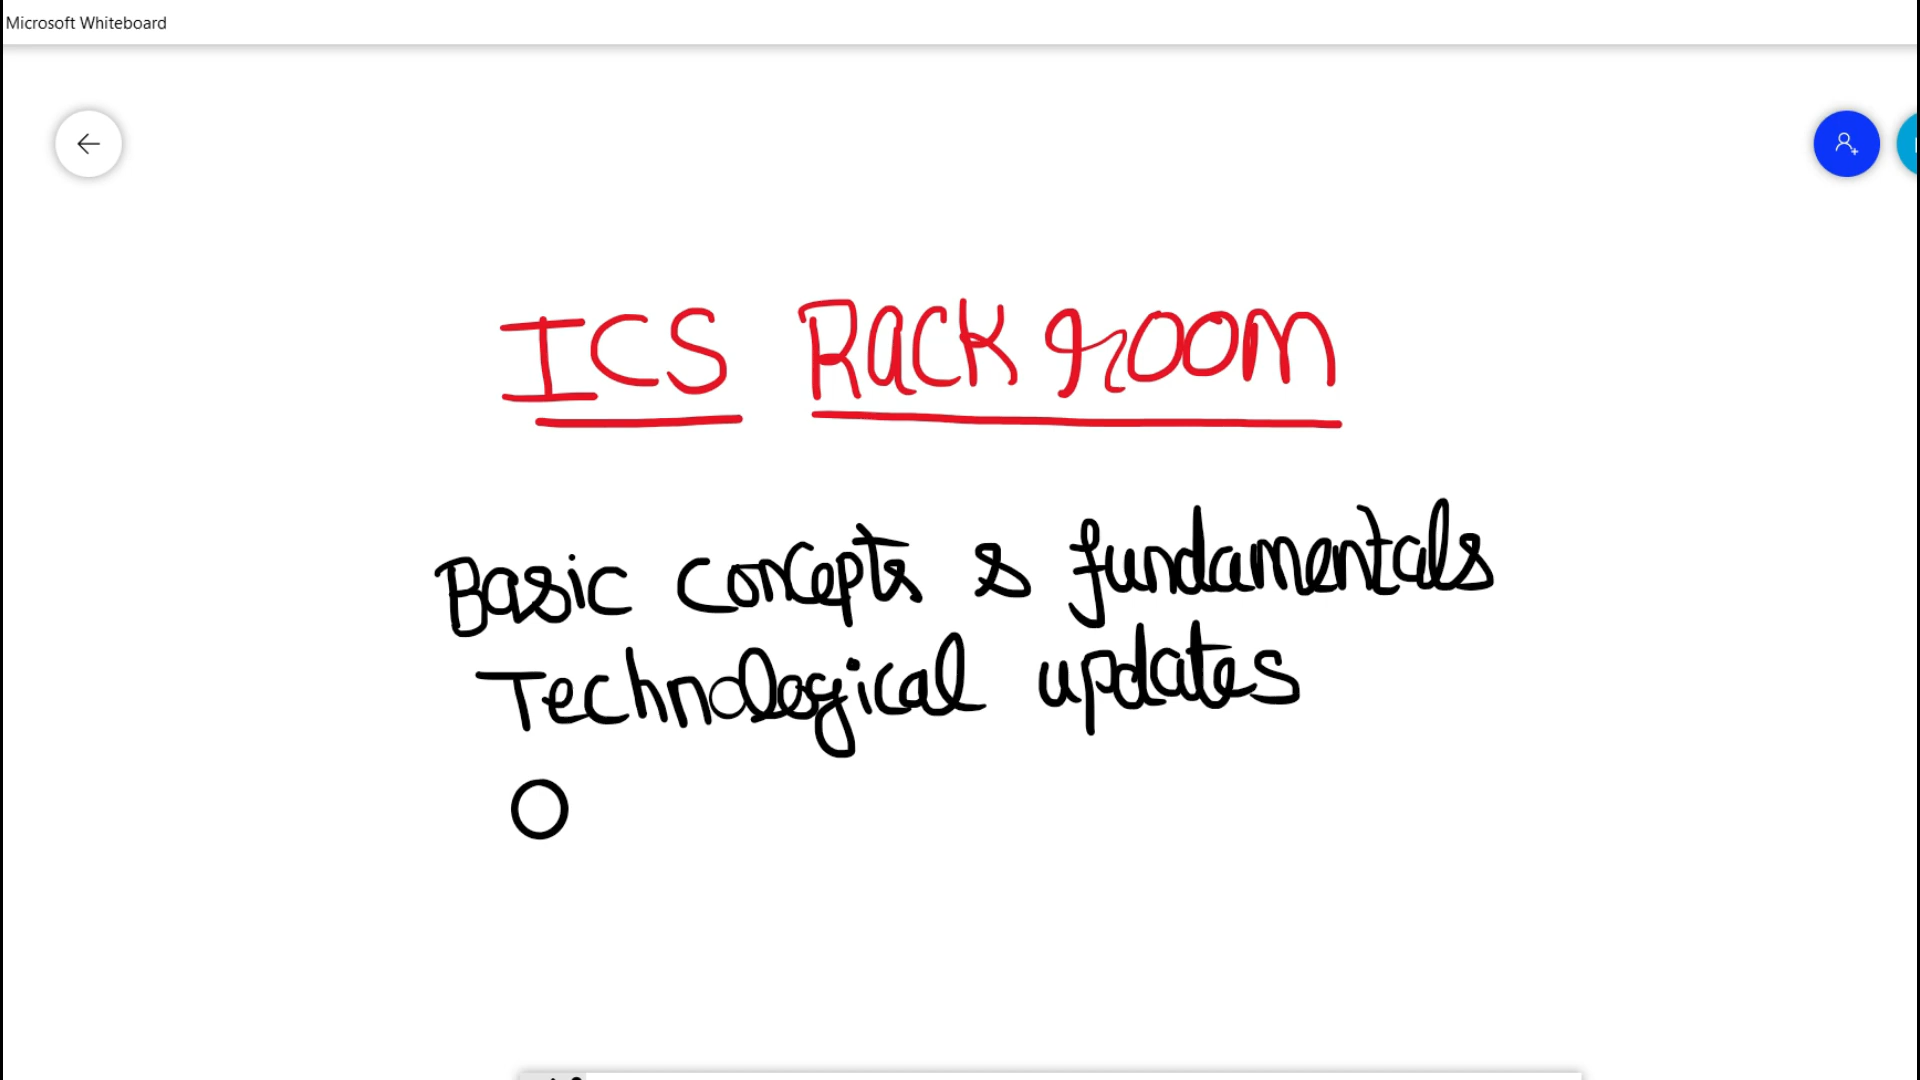 Microsoft Whiteboard
ICS Rack room
Basic concepts & fundamentals
Technological updates
O